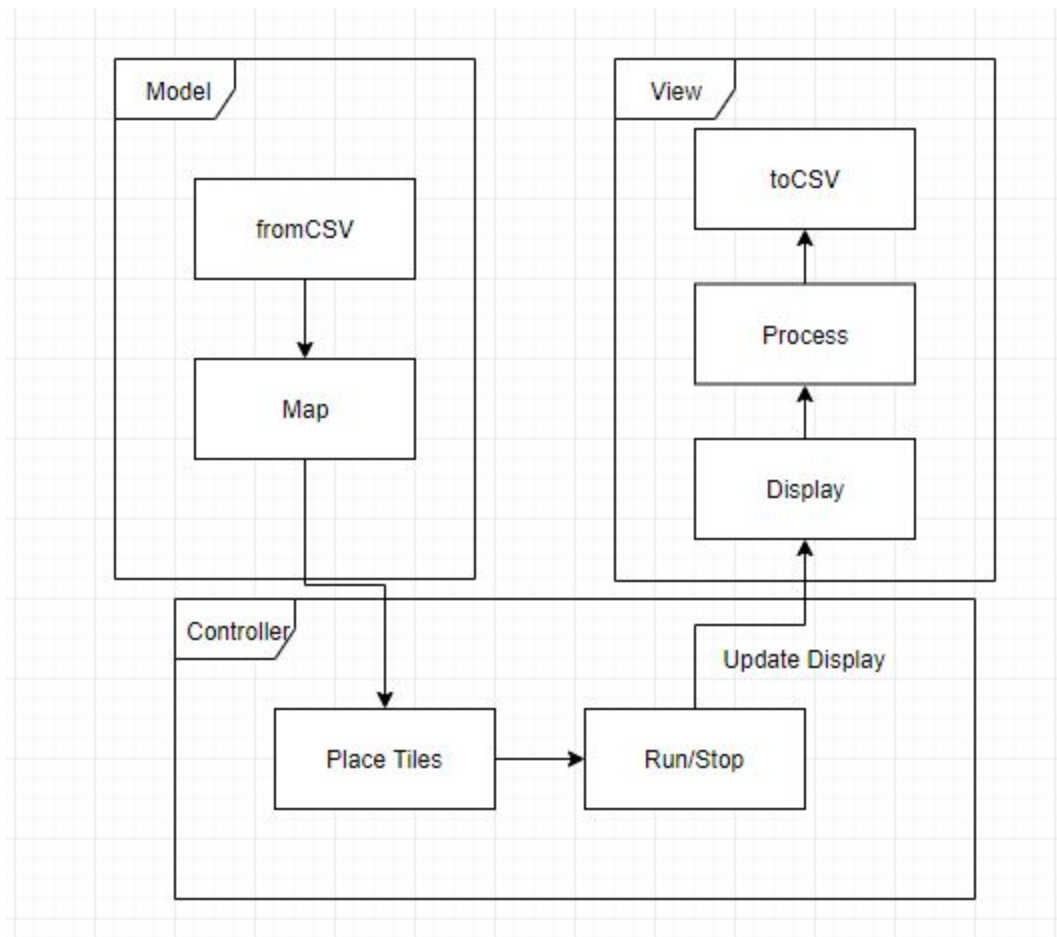 Model
fromCSV
Map
View
toCSV
Process
Display
Controller
Update Display
Place Tiles
Run/Stop